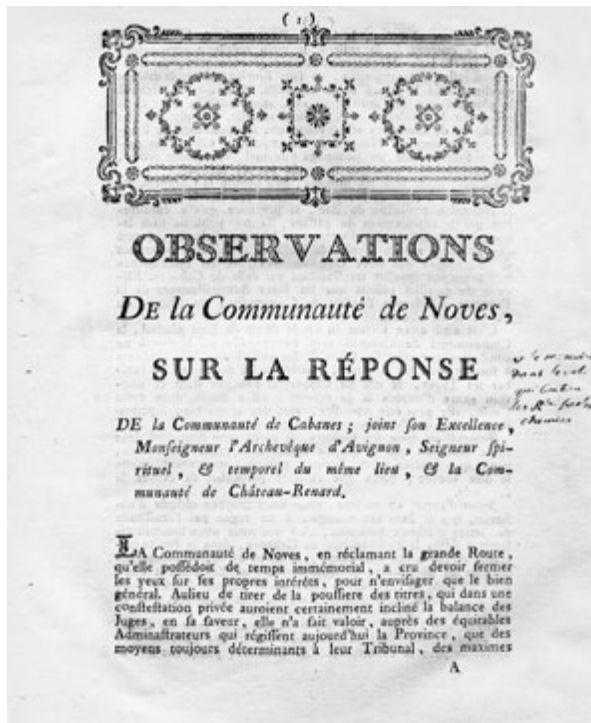 ( 1 )
OBSERVATIONS
DE la Communauté de Noves,
SUR LA RÉPONSE
DE la Communauté de Cabanes ; joint ſon Excellence,
Monſeigneur l'Archevêque d'Avignon, Seigneur ſpi-
rituel, & temporel du même lieu, & la Com-
munauté de Château-Renard.
LA Communauté de Noves, en réclamant la grande Route,
qu'elle poſſédoit de temps immémorial, a cru devoir fermer
les yeux ſur ſes propres intérêts, pour n'enviſager que le bien
général. Aulieu de tirer de la pouſſiere des titres, qui dans une
conſteſtation privée auroient certainement incliné la balance des
Juges, en ſa faveur, elle n'a fait valoir, auprès des équitables
Adminaſtrateurs qui régiſſent aujourd'hui la Province, que des
moyens toujours déterminants à leur Tribunal, des maximes
A
dans
chemins